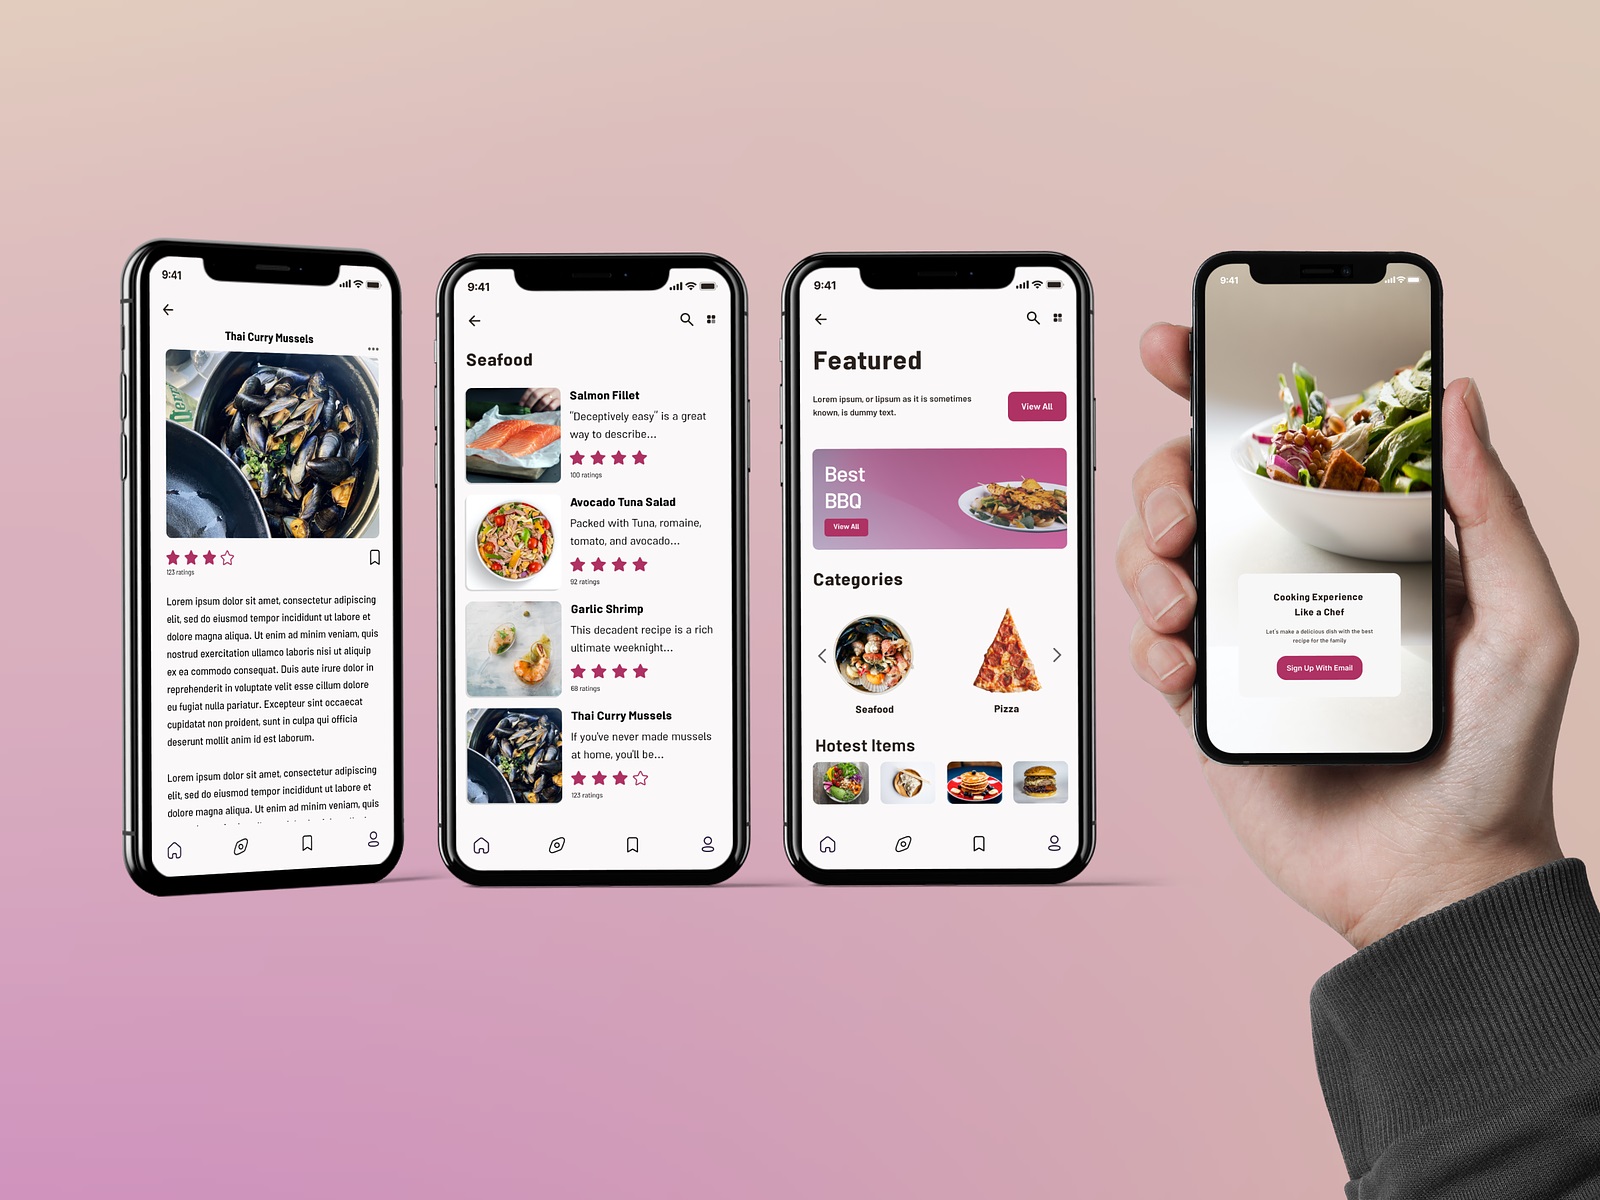 9:41
Thai Curry Mussels
123 ratings
Lorem ipsum dolor sit amet, consectetur adipiscing
elit, sed do eiusmod tempor incididunt ut labore et
dolore magna aliqua. Ut enim ad minim veniam, quis
nostrud exercitation ullamco laboris nisi ut aliquip
ex ea commodo consequat. Duis aute irure dolor in
reprehenderit in voluptate velit esse cillum dolore
eu fugiat nulla pariatur. Excepteur sint occaecat
cupidatat non proident, sunt in culpa qui officia
deserunt mollit anim id est laborum.
Lorem ipsum dolor sit amet, consectetur adipiscing
elit, sed do eiusmod tempor incididunt ut labore et
dolore magna aliqua. Ut enim ad minim veniam, quis
9:41
Seafood
Salmon Fillet
"Deceptively easy" is a great
way to describe...
100 ratings
Avocado Tuna Salad
Packed with Tuna, romaine,
tomato, and avocado...
92 ratings
Garlic Shrimp
This decadent recipe is a rich
ultimate weeknight...
68 ratings
Thai Curry Mussels
If you've never made mussels
at home, you'll be...
123 ratings
9:41
Featured
Lorem ipsum, or lipsum as it is sometimes
known, is dummy text.
View All
Best
BBQ
View All
Categories
Seafood
Pizza
Hotest Items
9:41
Cooking Experience
Like a Chef
Let's make a delicious dish with the best
recipe for the family
Sign Up With Email